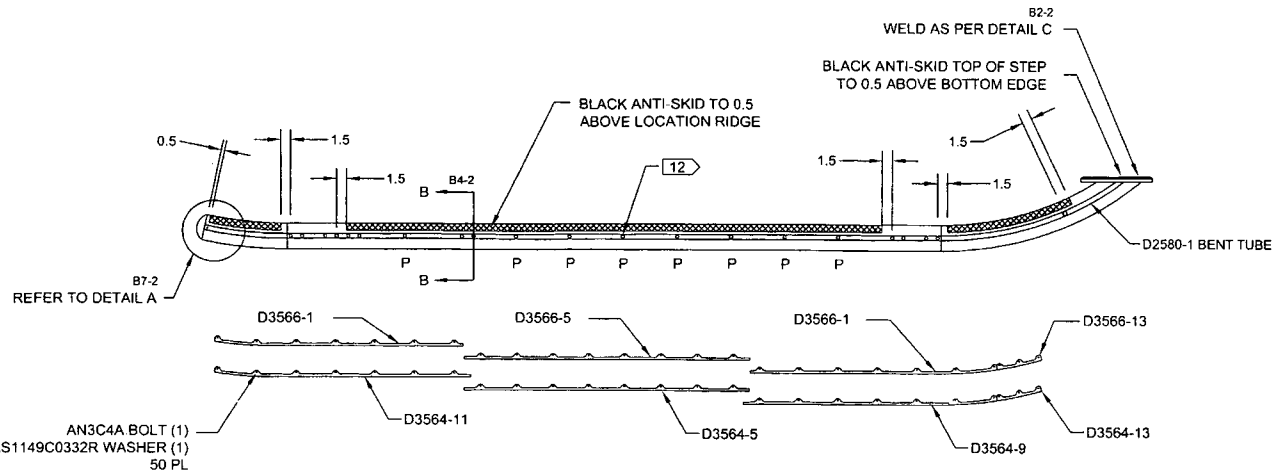 B2-2
WELD AS PER DETAIL C
BLACK ANTI-SKID TOP OF STEP
TO 0.5 ABOVE BOTTOM EDGE
BLACK ANTI-SKID TO 0.5
ABOVE LOCATION RIDGE
0.5
1.5
1.5
B
B4-2
12
1.5
1.5
1.5
D2580-1 BENT TUBE
P
B
P
P
P
P
P
P
P
B7-2
REFER TO DETAIL A
D3566-1
D3566-5
D3566-1
D3566-13
AN3C4A BOLT (1)
S1149C0332R WASHER (1)
50 PL
D3564-11
D3564-5
D3564-9
D3564-13